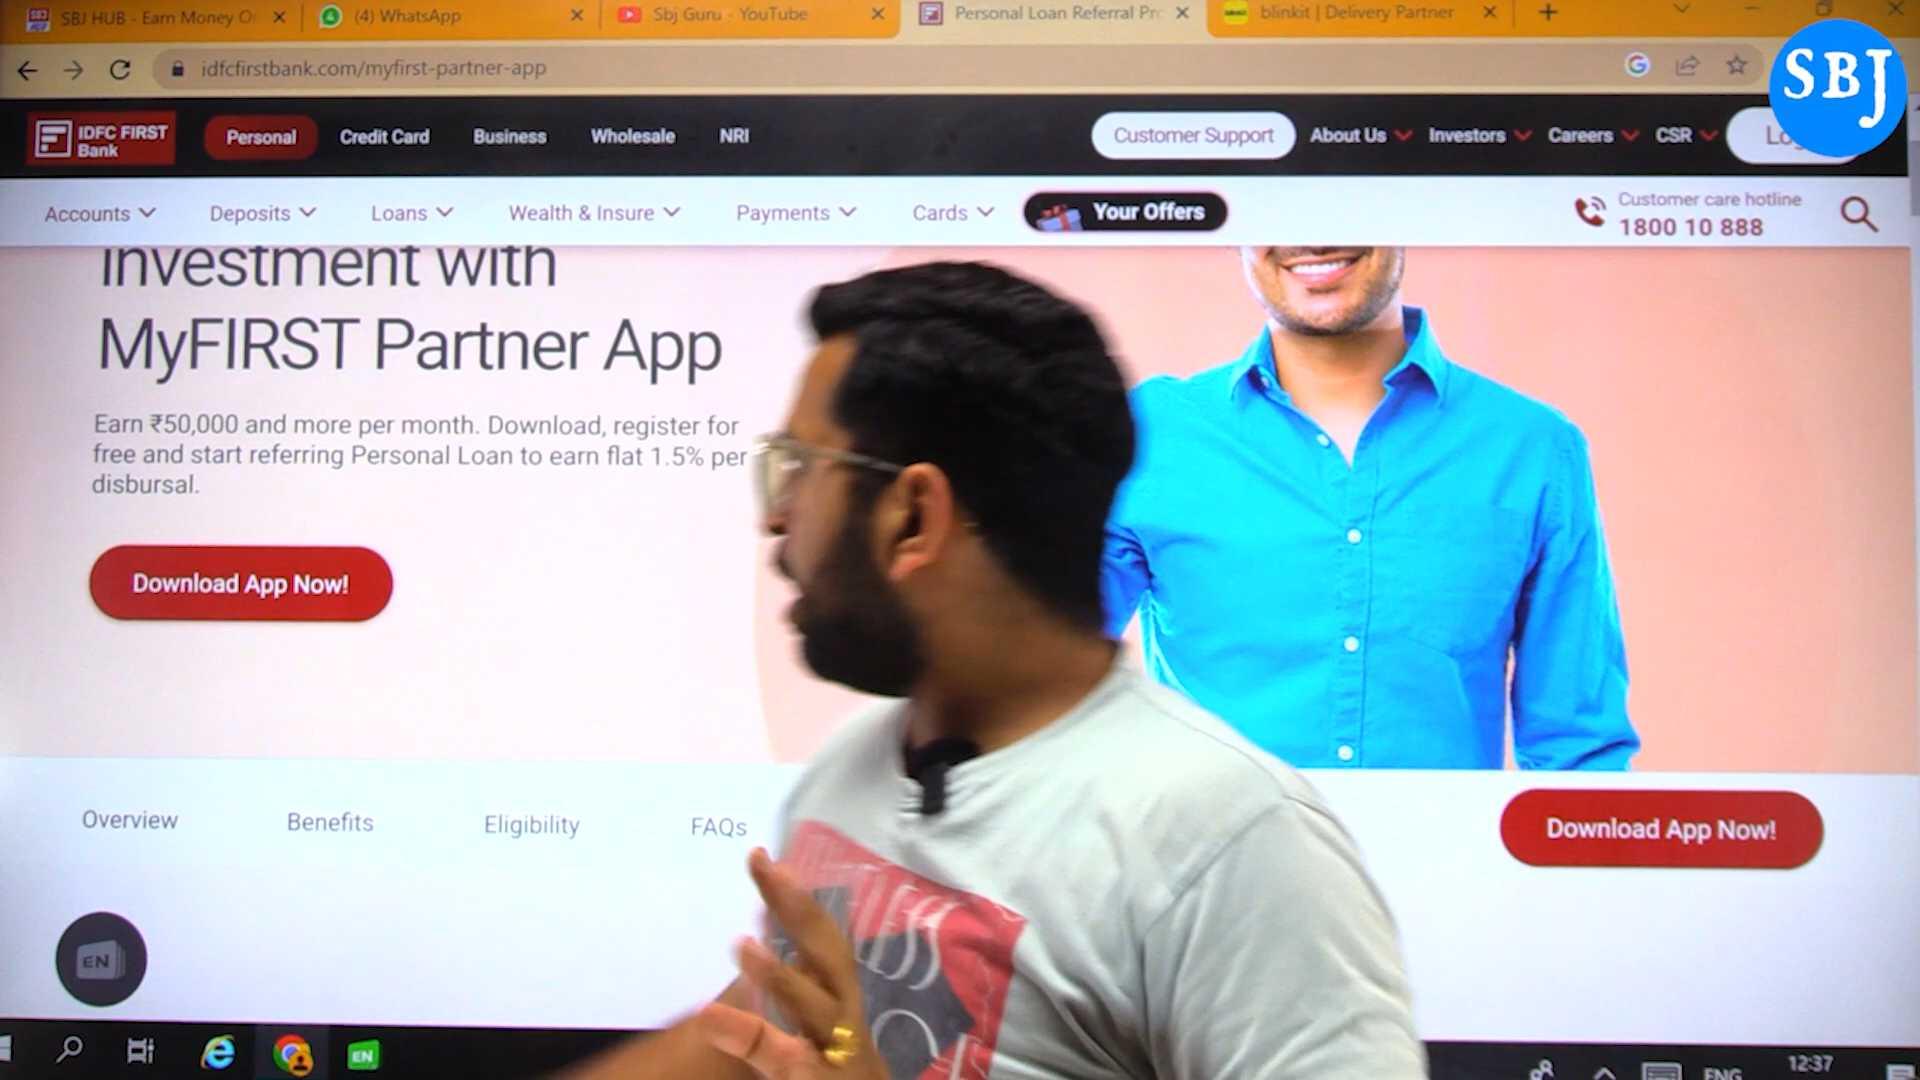 SBJ HUB - Earn Money O
(4) WhatsApp
Sbj Guru - YouTube
Personal Loan Referral Pro
blinkit | Delivery Partner
idfcfirstbank.com/myfirst-partner-app
SBJ
IDFC FIRST
Bank
Personal
Credit Card
Business
Wholesale
NRI
Customer Support
About Us
Investors
Careers
CSR
Accounts
Deposits
Loans
Wealth & Insure
Payments
Cards
Your Offers
Customer care hotline
1800 10 888
Investment with
MyFIRST Partner App
Earn ₹50,000 and more per month. Download, register for
free and start referring Personal Loan to earn flat 1.5% per
disbursal.
Download App Now!
Overview
Benefits
Eligibility
FAQs
Download App Now!
EN
EN
ENG
12:37